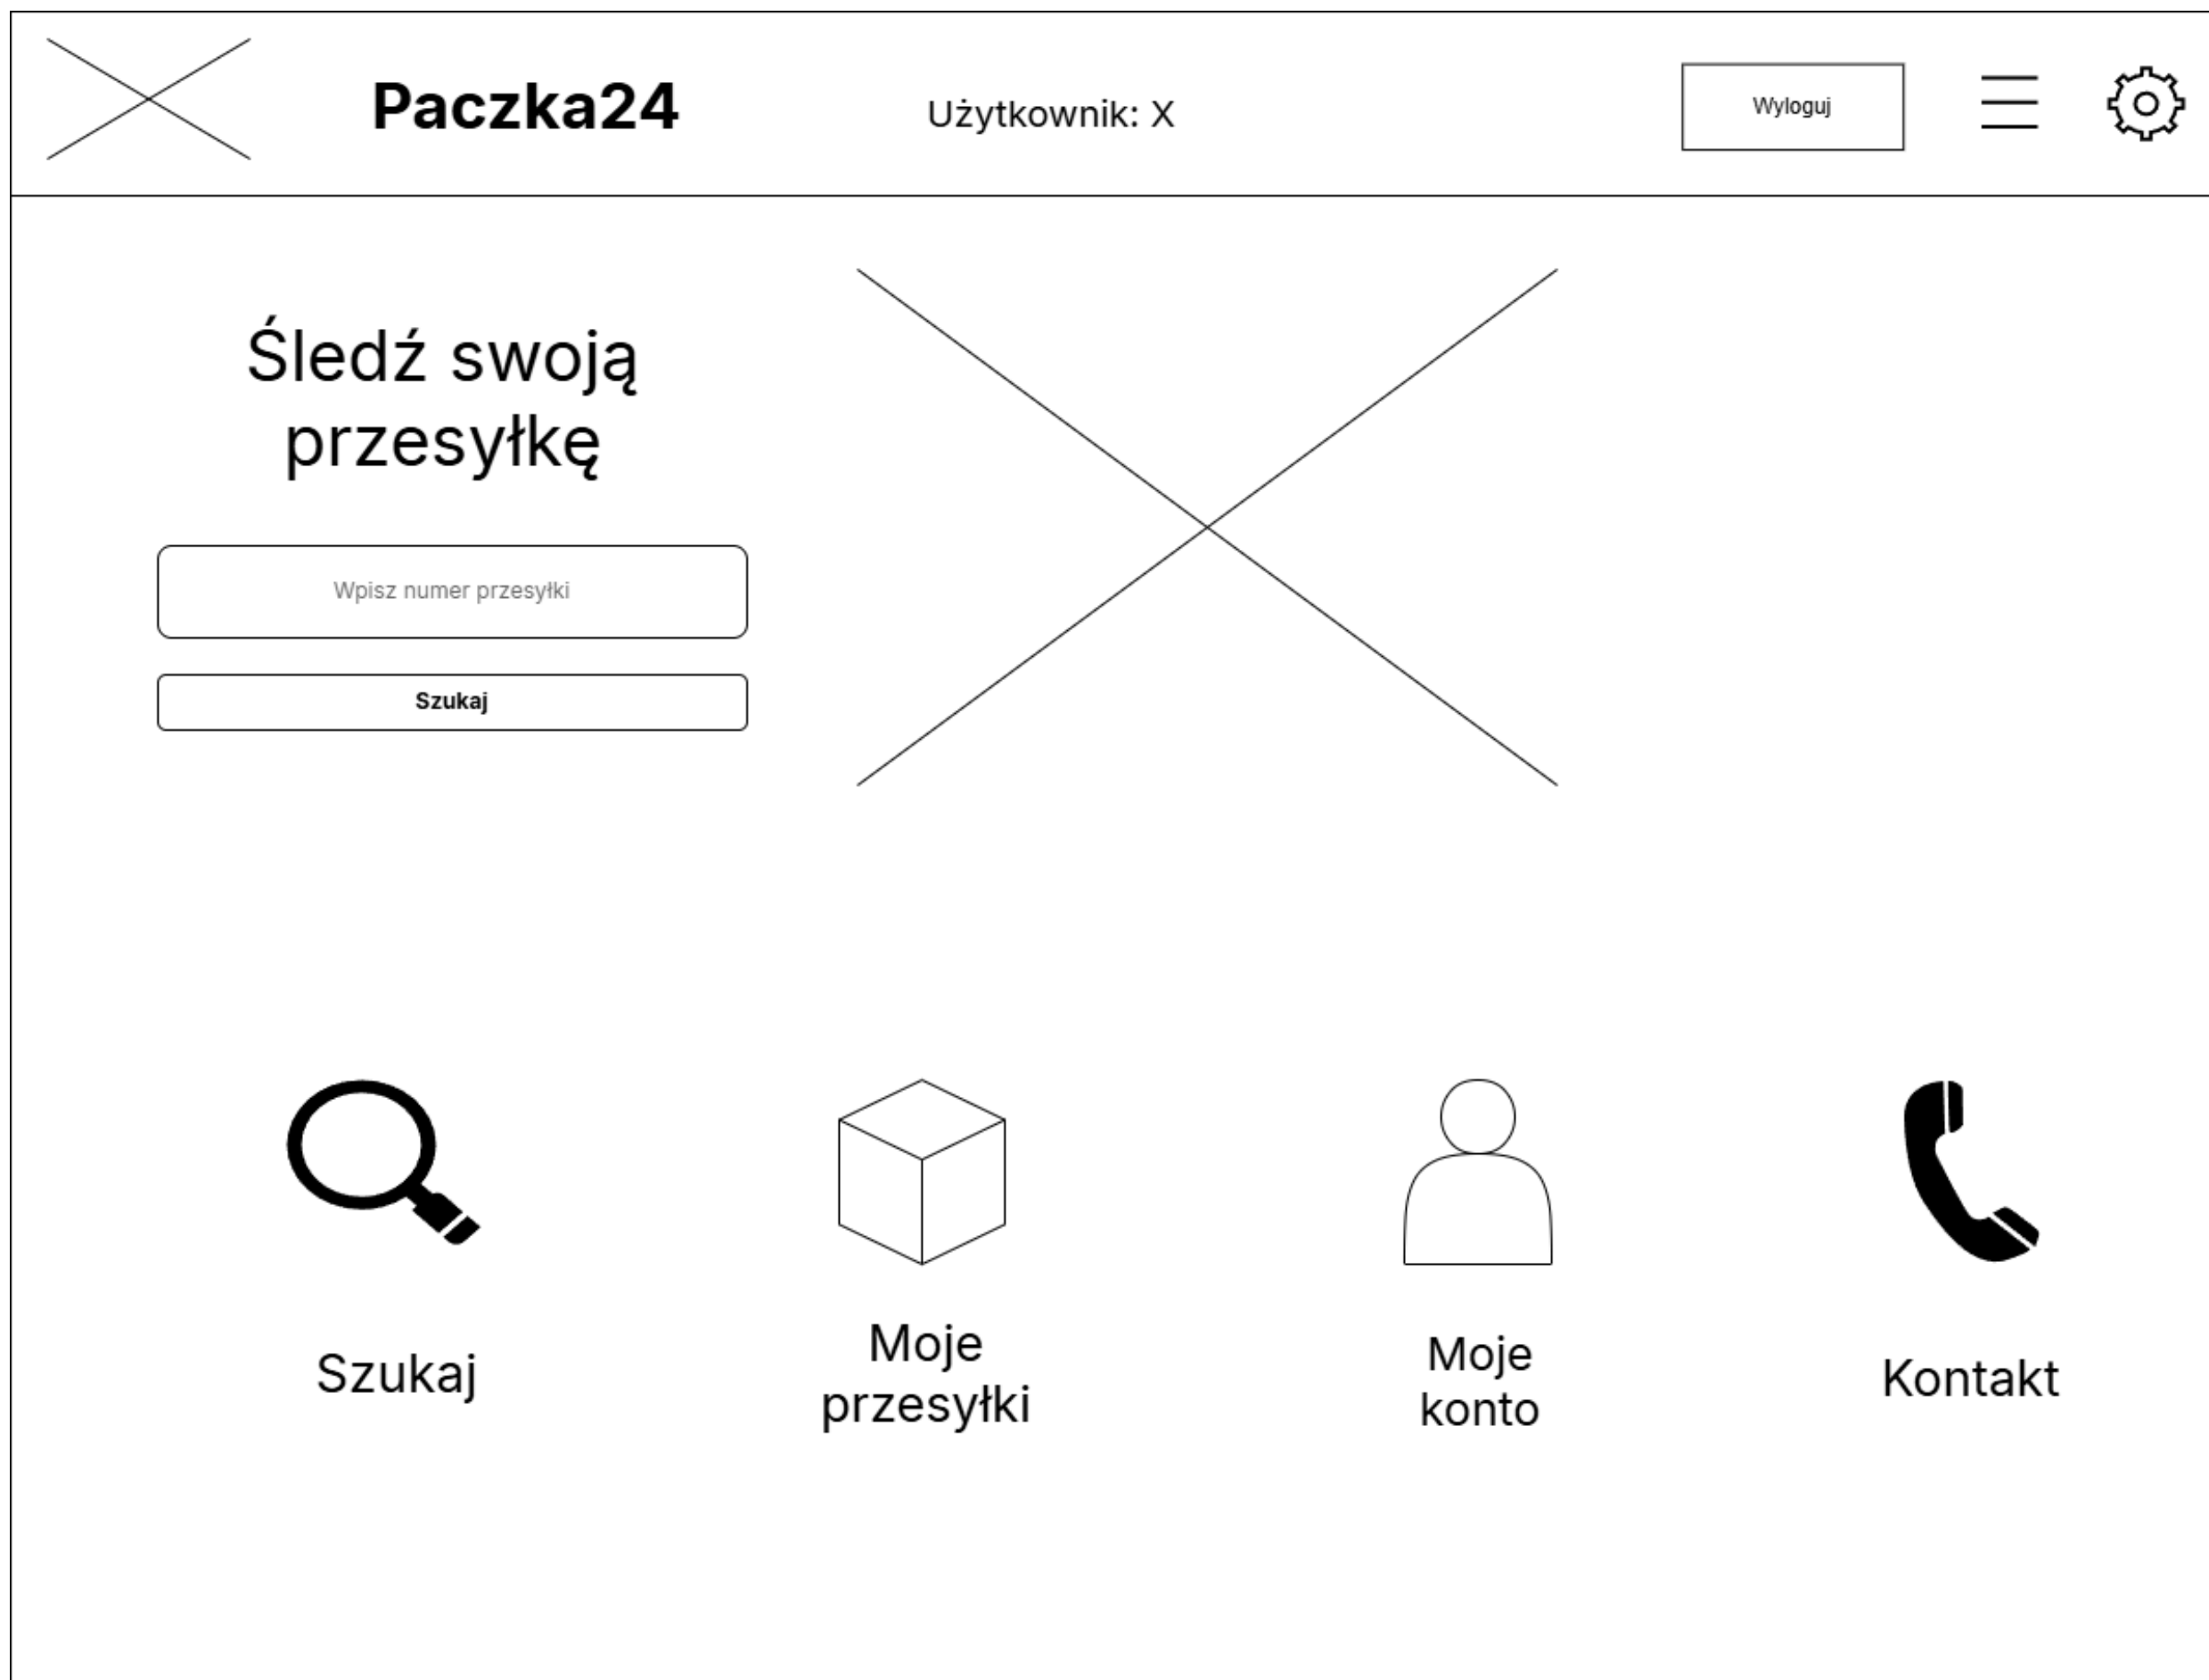 Paczka24
Użytkownik: X
Wyloguj
Śledź swoją
przesyłkę
Wpisz numer przesyłki
Szukaj
Szukaj
Moje
przesyłki
Moje
konto
Kontakt